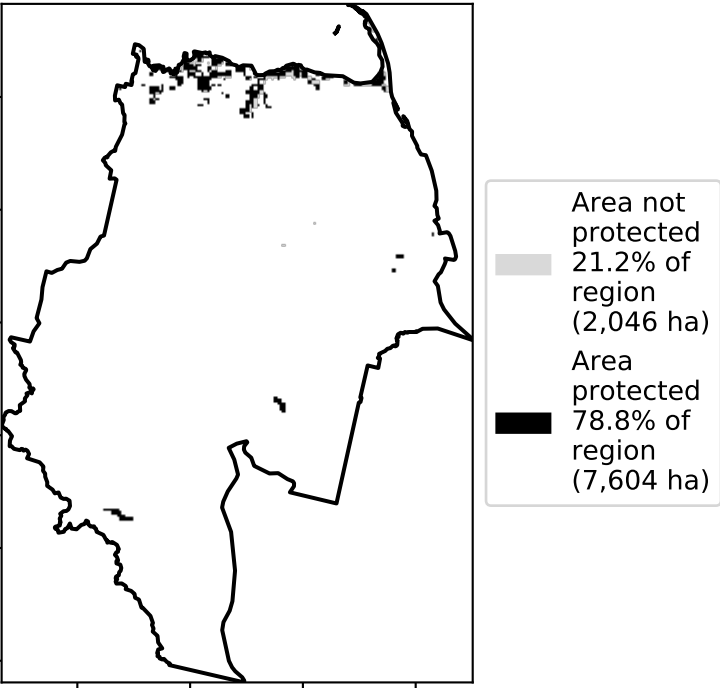 Area not
protected
21.2% of
region
(2,046 ha)
Area
protected
78.8% of
region
(7,604 ha)